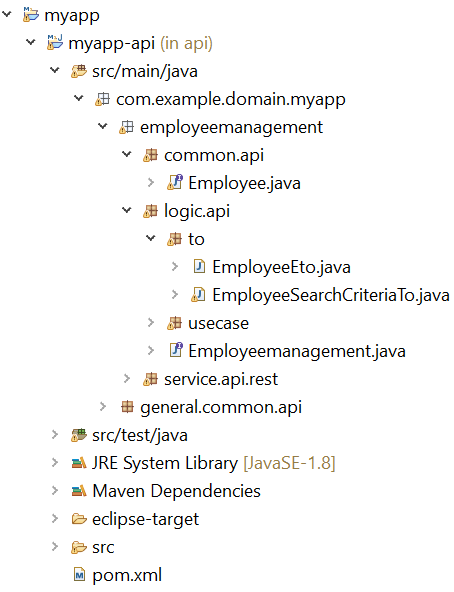 myapp
myapp-api (in api)
src/main/java
com.example.domain.myapp
employeemanagement
common.api
Employee.java
logic.api
to
EmployeeEto.java
EmployeeSearchCriteriaTo.java
usecase
Employeemanagement.java
service.api.rest
general.common.api
src/test/java
JRE System Library [JavaSE-1.8]
Maven Dependencies
eclipse-target
src
pom.xml